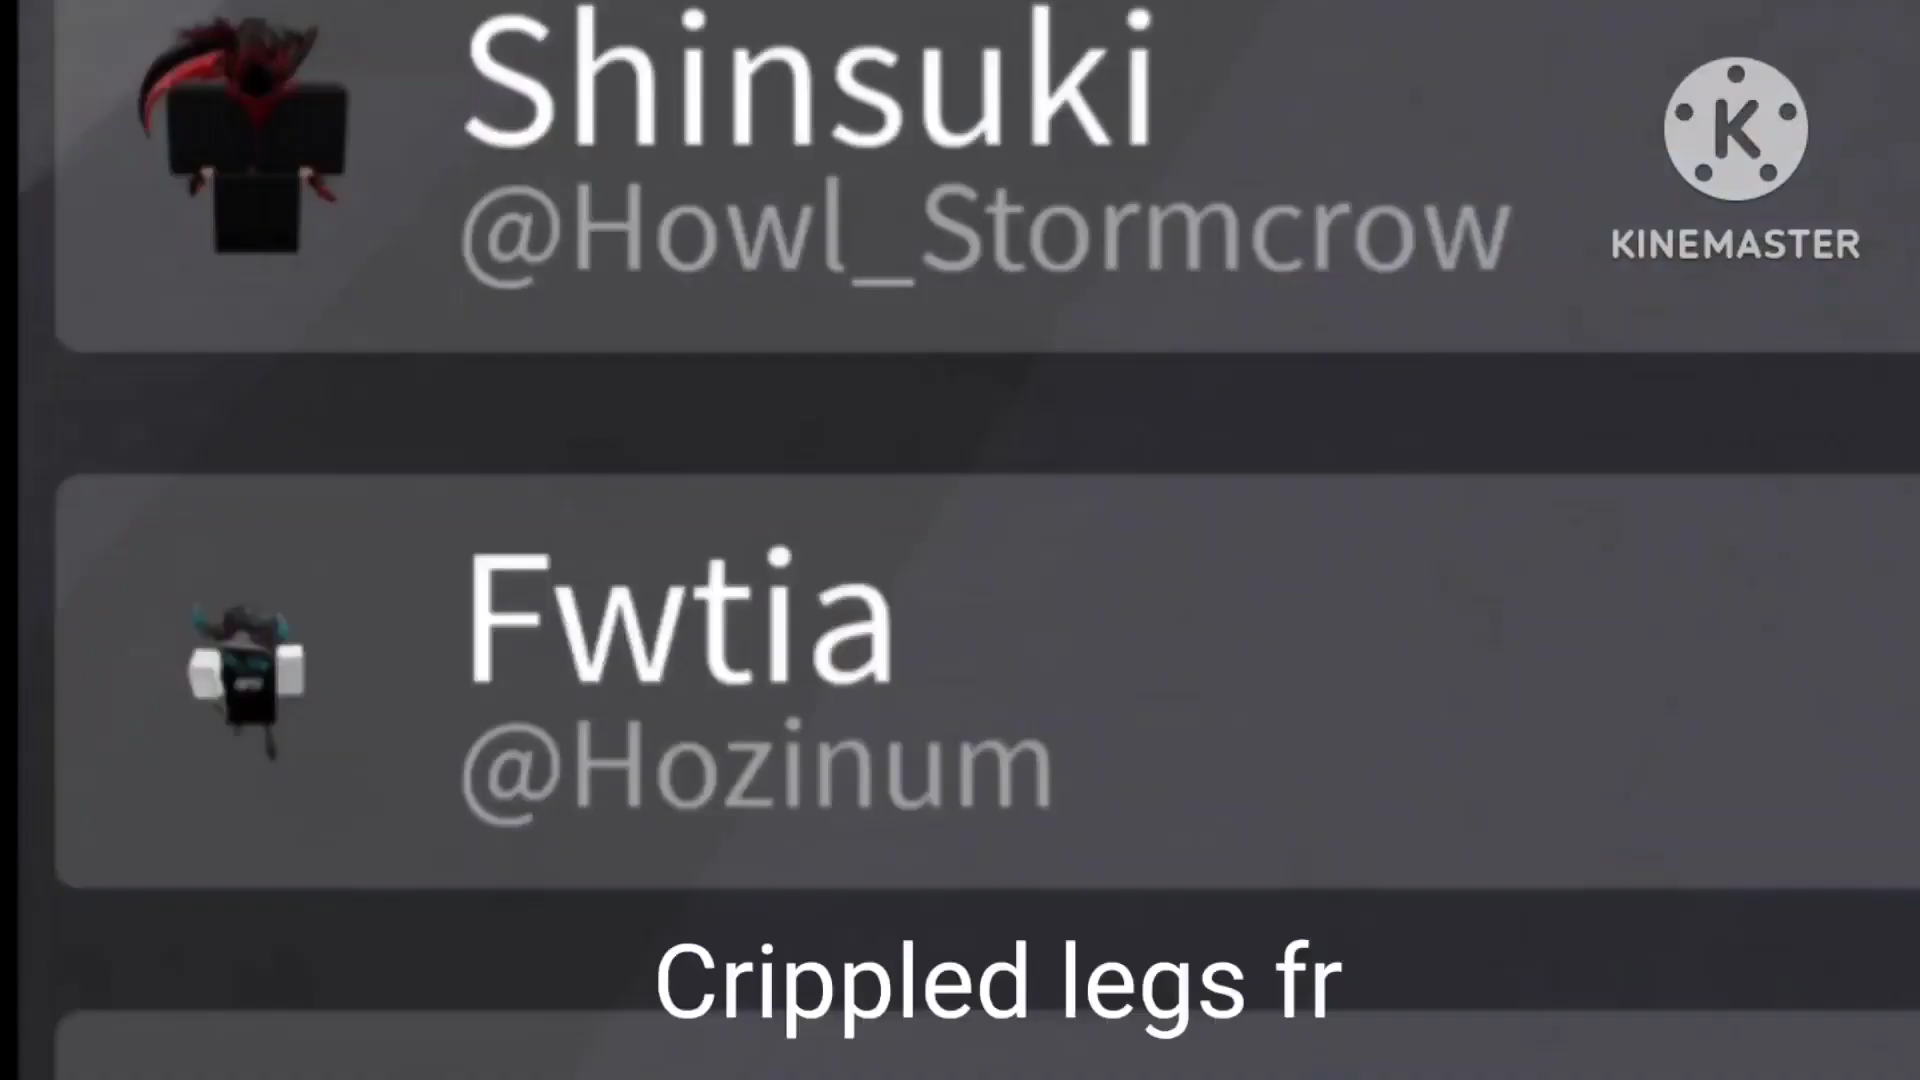 Shinsuki
@Howl_Stormcrow
K
KINEMASTER
Fwtia
@Hozinum
Crippled legs fr